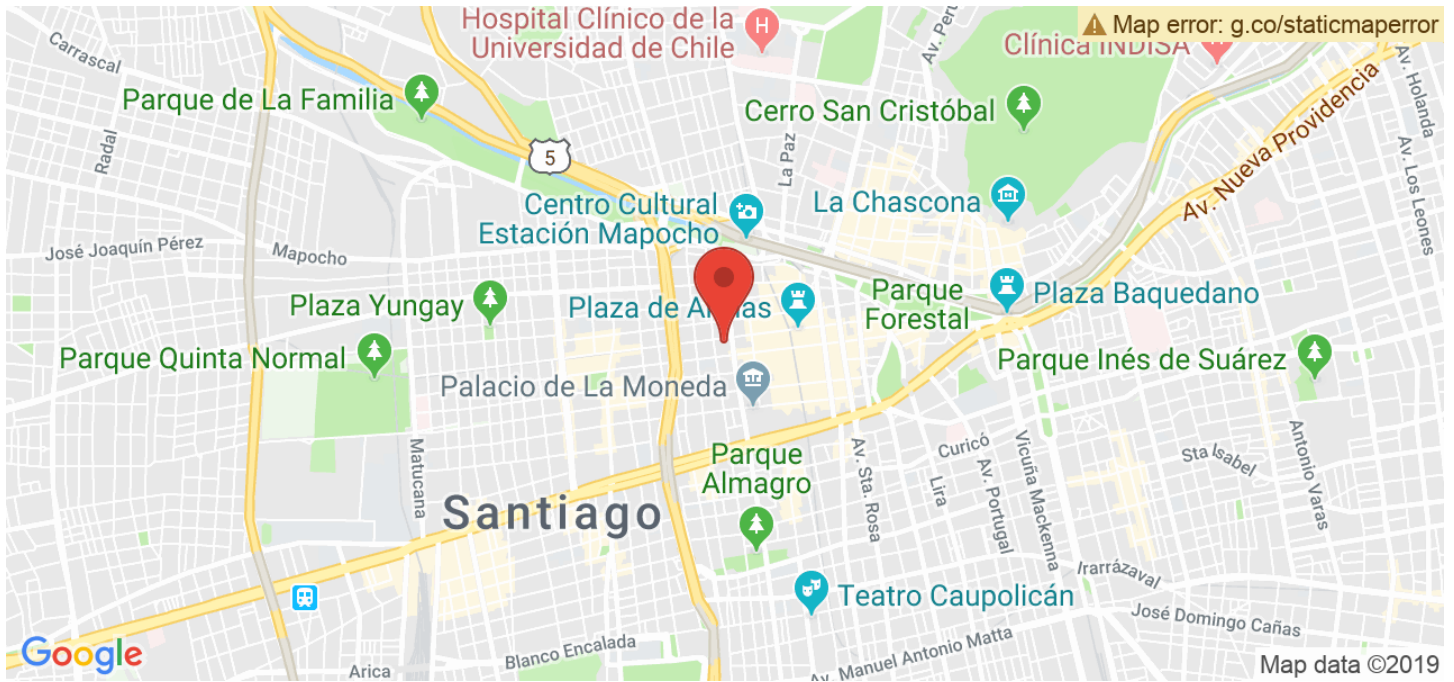 Hospital Clínico de la
Universidad de Chile
H
Av. Perú
Map error: g.co/staticmaperror
Clínica INDISA
Carrascal
Parque de La Familia
Cerro San Cristóbal
Av. Nueva Providencia
Av. Holanda
Radal
5
La Paz
Av. Los Leones
Centro Cultural
Estación Mapocho
La Chascona
José Joaquín Pérez
Mapocho
Plaza Yungay
Plaza de Armas
Parque
Forestal
Plaza Baquedano
Parque Quinta Normal
Parque Inés de Suárez
Palacio de La Moneda
Matucana
Parque
Almagro
Av. Sta. Rosa
Curicó
Lira
Av. Portugal
Vicuña Mackenna
Sta Isabel
Antonio Varas
Santiago
Irarrázaval
Teatro Caupolicán
José Domingo Cañas
Google
Arica
Blanco Encalada
Av. Manuel Antonio Matta
Map data ©2019